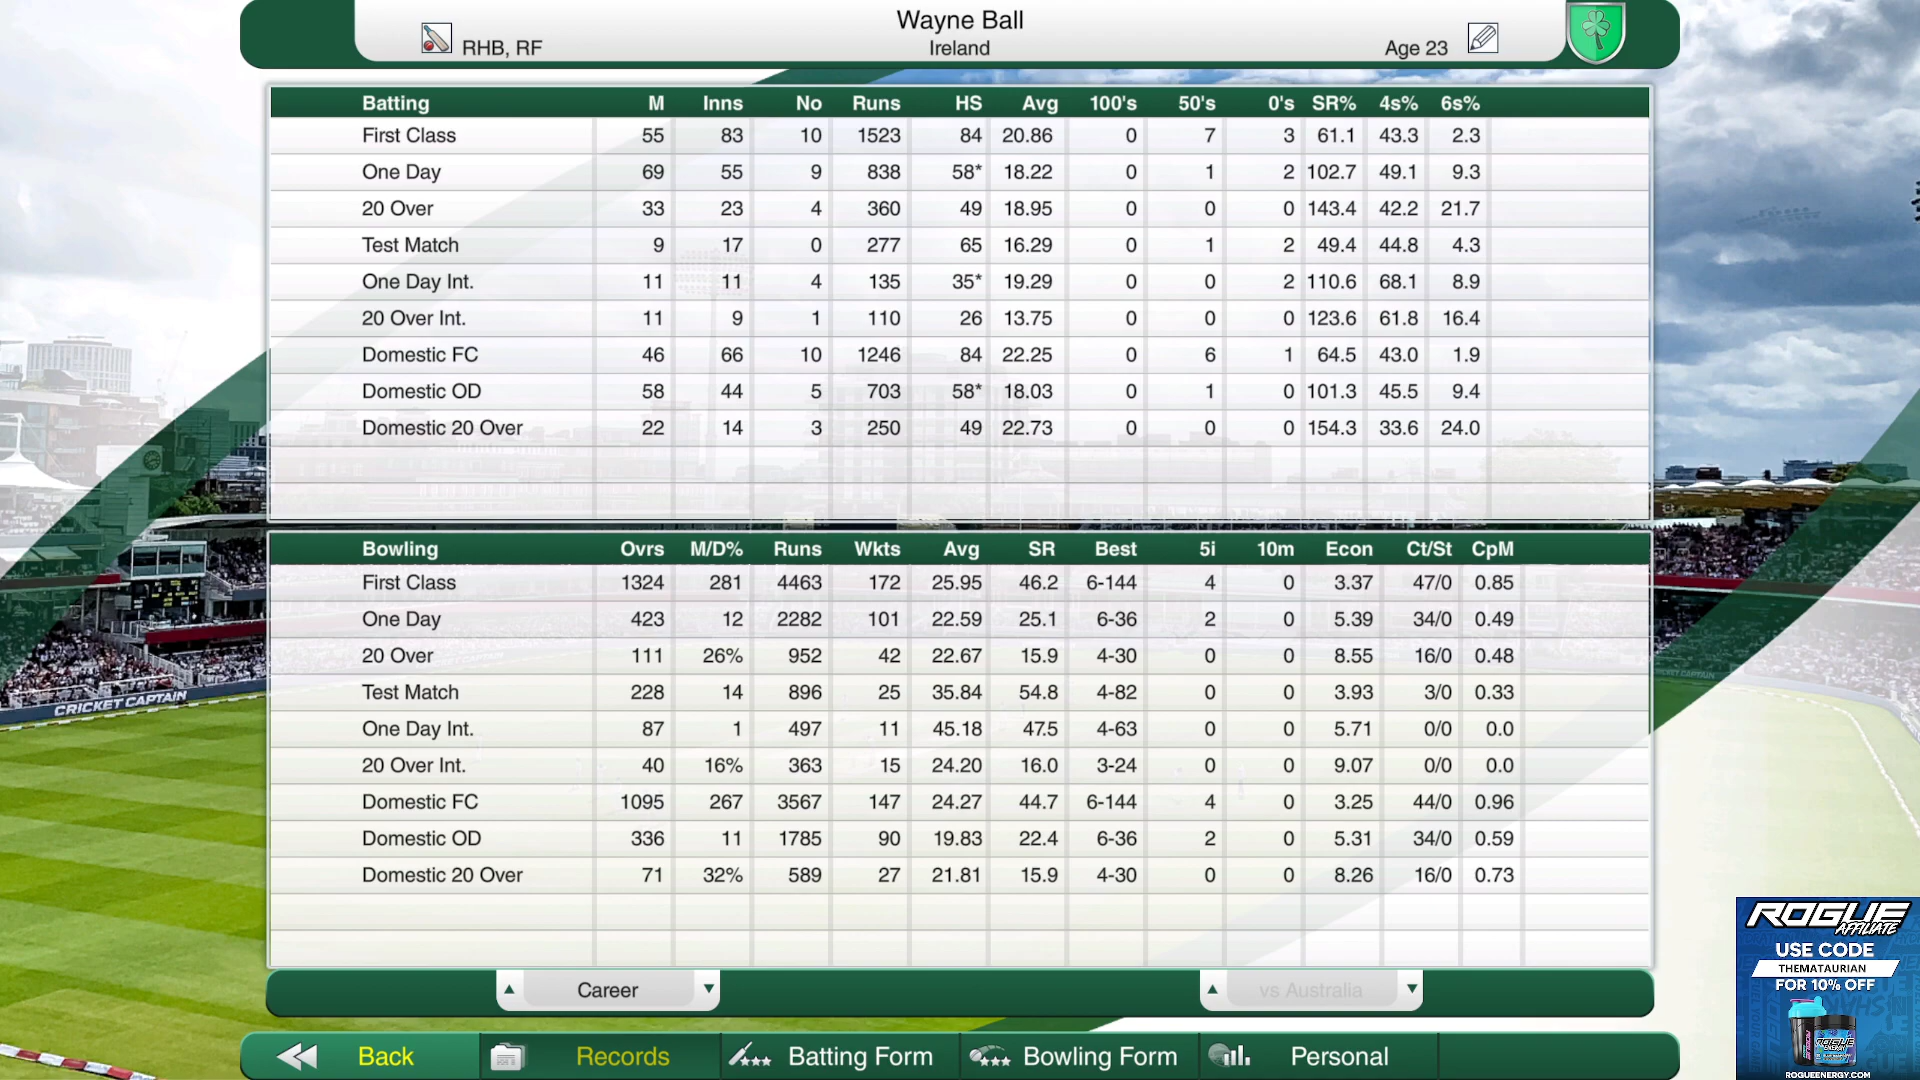 Wayne Ball
RHB, RF Ireland Age 23
Batting M Inns No Runs HS Avg 100's 50's 0's SR% 4s% 6s%
First Class 55 83 10 1523 84 20.86 0 7 3 61.1 43.3 2.3
One Day 69 55 9 838 58* 18.22 0 1 2 102.7 49.1 9.3
20 Over 33 23 4 360 49 18.95 0 0 0 143.4 42.2 21.7
Test Match 9 17 0 277 65 16.29 0 1 2 49.4 44.8 4.3
One Day Int. 11 11 4 135 35* 19.29 0 0 2 110.6 68.1 8.9
20 Over Int. 11 9 1 110 26 13.75 0 0 0 123.6 61.8 16.4
Domestic FC 46 66 10 1246 84 22.25 0 6 1 64.5 43.0 1.9
Domestic OD 58 44 5 703 58* 18.03 0 1 0 101.3 45.5 9.4
Domestic 20 Over 22 14 3 250 49 22.73 0 0 0 154.3 33.6 24.0
Bowling Ovrs M/D% Runs Wkts Avg SR Best 5i 10m Econ Ct/St CpM
First Class 1324 281 4463 172 25.95 46.2 6-144 4 0 3.37 47/0 0.85
One Day 423 12 2282 101 22.59 25.1 6-36 2 0 5.39 34/0 0.49
20 Over 111 26% 952 42 22.67 15.9 4-30 0 0 8.55 16/0 0.48
Test Match 228 14 896 25 35.84 54.8 4-82 0 0 3.93 3/0 0.33
One Day Int. 87 1 497 11 45.18 47.5 4-63 0 0 5.71 0/0 0.0
20 Over Int. 40 16% 363 15 24.20 16.0 3-24 0 0 9.07 0/0 0.0
Domestic FC 1095 267 3567 147 24.27 44.7 6-144 4 0 3.25 44/0 0.96
Domestic OD 336 11 1785 90 19.83 22.4 6-36 2 0 5.31 34/0 0.59
Domestic 20 Over 71 32% 589 27 21.81 15.9 4-30 0 0 8.26 16/0 0.73
CRICKET CAPTAIN
CRICKET CAPTAIN
Career vs Australia
Back Records Batting Form Bowling Form Personal
ROGUE
AFFILIATE
USE CODE
THEMATAURIAN
FOR 10% OFF
ROGUE
ENERGY
ROGUEENERGY.COM